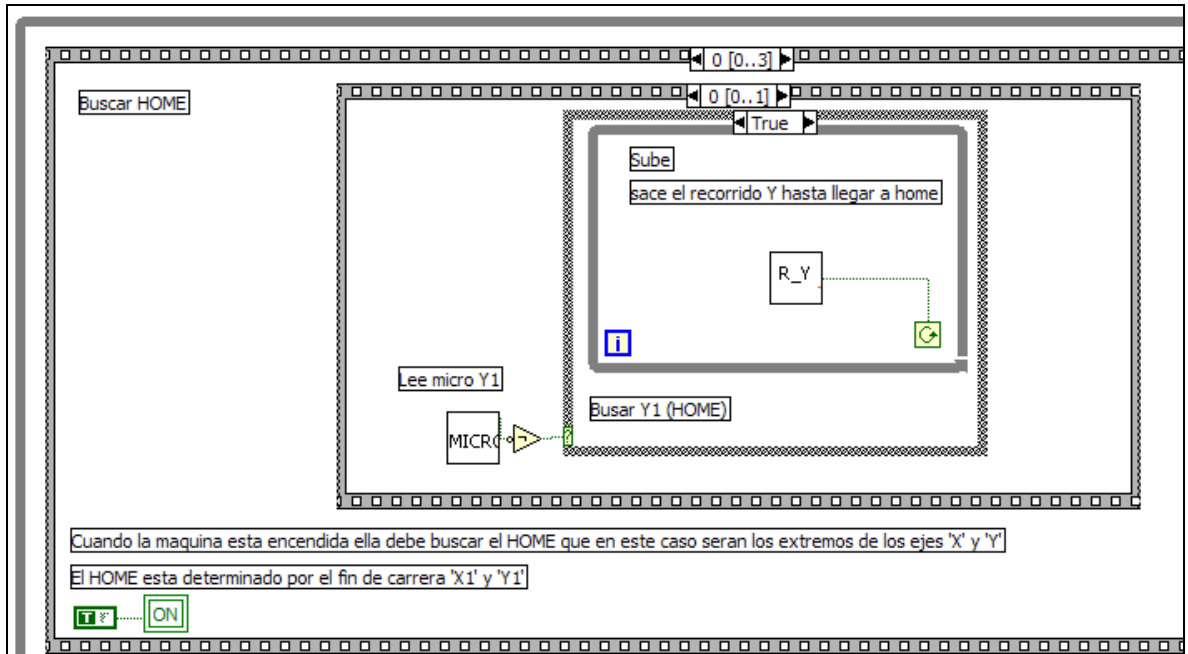 0 [0..3]
Buscar HOME
0 [0..1]
True
Sube
sace el recorrido Y hasta llegar a home
R_Y
i
Lee micro Y1
Busar Y1 (HOME)
MICRO
?
Cuando la maquina esta encendida ella debe buscar el HOME que en este caso seran los extremos de los ejes 'X' y 'Y'
El HOME esta determinado por el fin de carrera 'X1' y 'Y1'
T F
ON